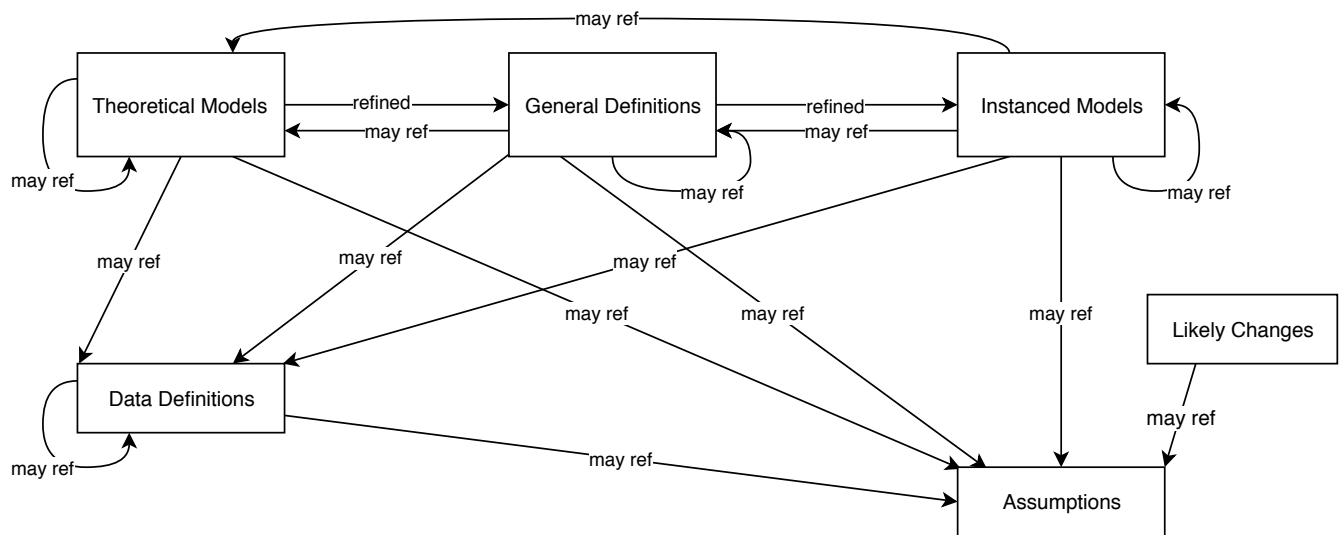 may ref
Theoretical Models
refined
General Definitions
refined
Instanced Models
may ref
may ref
may ref
may ref
may ref
may ref
may ref
may ref
may ref
may ref
may ref
may ref
Likely Changes
Data Definitions
may ref
may ref
may ref
Assumptions